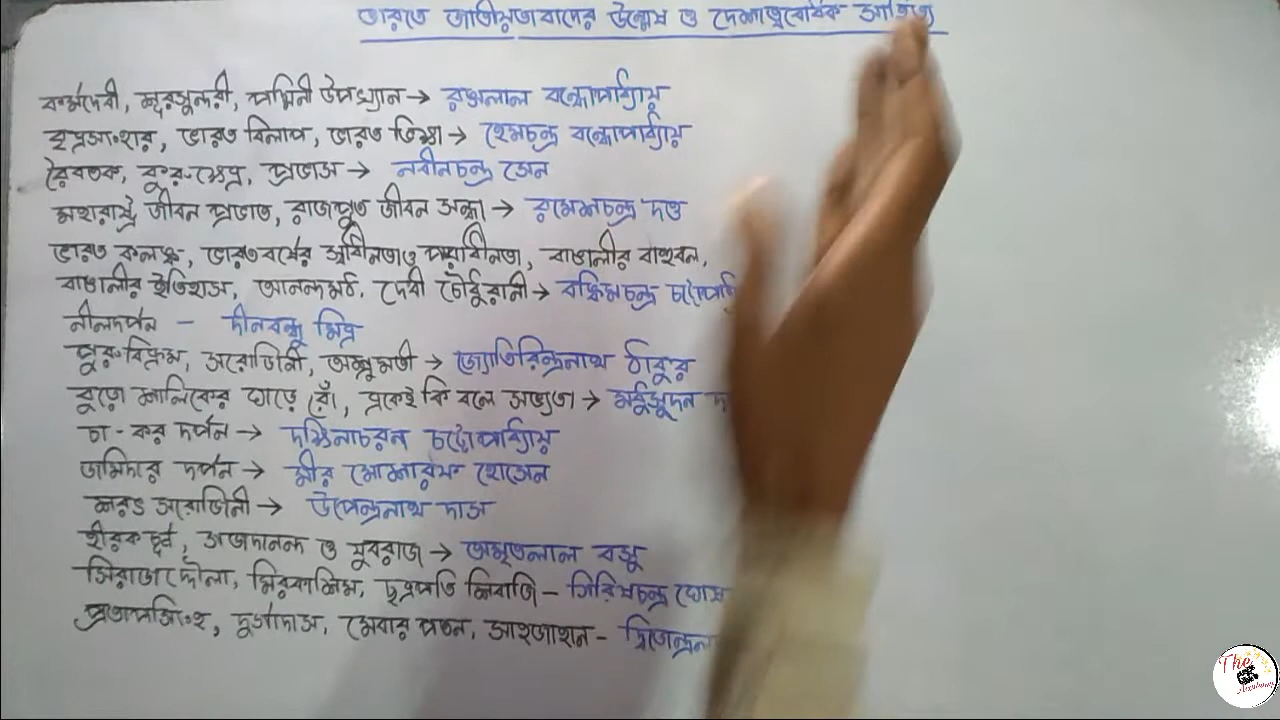 ভারতে জাতীয়তাবাদের উন্মেষ ও দেশাত্মবোধক
কর্মদেবী, শূরসুন্দরী, পদ্মিনী উপখ্যান → রঙ্গলাল বন্দোপাধ্যায়
বৃত্রসংহার, ভারত বিলাপ, ভারত ভিক্ষা → হেমচন্দ্র বন্দোপাধ্যায়
রৈবতক, কুরুক্ষেত্র, প্রভাস → নবীনচন্দ্র সেন
মহারাষ্ট্র জীবন প্রভাত, রাজপুত জীবন সন্ধা → রমেশচন্দ্র দত্ত
ভারত কলঙ্ক, ভারতবর্ষের স্বাধীনতাও পরাধীনতা, বাঙালীর বাহুবল,
বাঙালীর ইতিহাস, আনন্দমঠ, দেবী চৌধুরানী → বঙ্কিমচন্দ্র
নীলদর্পন – দীনবন্ধু মিত্র
পুরুবিক্রম, সরোজিনী, অশ্রুমতী → জ্যোতিরিন্দ্রনাথ ঠাকুর
বুড়ো শালিকের ঘাড়ে রোঁ, একেই কি বলে সভ্যতা → মধুসূদন
চা-কর দর্পন → দক্ষিনাচরন চট্টোপাধ্যায়
জমিদার দর্পন → মীর মোশারফ হোসেন
শরৎ সরোজিনী → উপেন্দ্রনাথ দাস
হীরকচূর্ণ, গজদানন্দ ও যুবরাজ → অমৃতলাল বসু
সিরাজদ্দৌলা, মিরকাশিম, ছত্রপতি শিবাজি – গিরিশচন্দ্র ঘোষ
প্রতাপসিংহ, দুর্গাদাস, মেবার পতন, সাহজাহান –
The
Academy